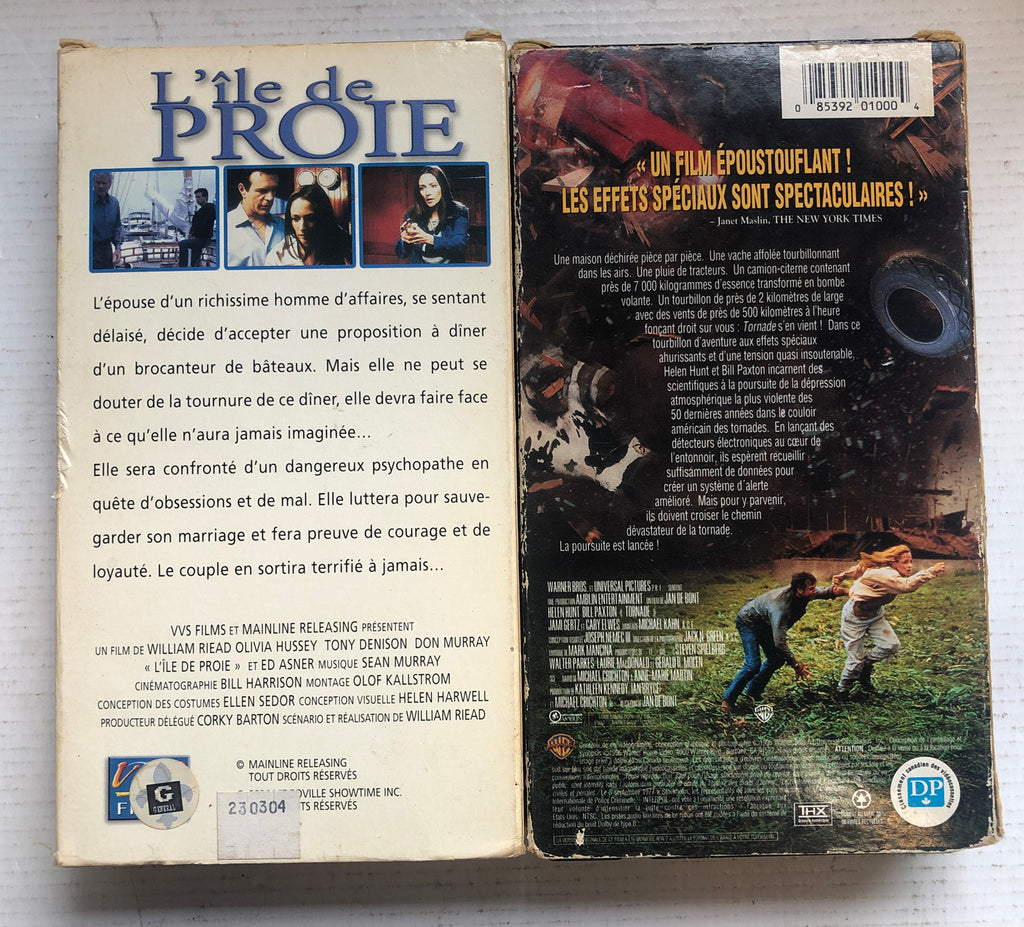 L'île de
PROIE
L'épouse d'un richissime homme d'affaires, se sentant
délaisé, décide d'accepter une proposition à dîner
d'un brocanteur de bâteaux. Mais elle ne peut se
douter de la tournure de ce dîner, elle devra faire face
à ce qu'elle n'aura jamais imaginée...
Elle sera confronté d'un dangereux psychopathe en
quête d'obsessions et de mal. Elle luttera pour sauve-
garder son mariage et fera preuve de courage et de
loyauté. Le couple en sortira terrifié à jamais...
VVS FILMS ET MAINLINE RELEASING PRÉSENTENT
UN FILM DE WILLIAM RIEAD OLIVIA HUSSEY TONY DENISON DON MURRAY
« L'ÎLE DE PROIE » ET ED ASNER MUSIQUE SEAN MURRAY
CINÉMATOGRAPHIE BILL HARRISON MONTAGE OLOF KALLSTROM
CONCEPTION DES COSTUMES ELLEN SEDOR CONCEPTION VISUELLE HELEN HARWELL
PRODUCTEUR DÉLÉGUÉ CORKY BARTON SCÉNARIO ET RÉALISATION DE WILLIAM RIEAD
G
GENERAL
© MAINLINE RELEASING
TOUT DROITS RÉSERVÉS
SHOWTIME INC.
RÉSERVÉS
230304
0 85392 01000 4
« UN FILM ÉPOUSTOUFLANT !
LES EFFETS SPÉCIAUX SONT SPECTACULAIRES ! »
– Janet Maslin, THE NEW YORK TIMES
Une maison déchirée pièce par pièce. Une vache affolée tourbillonnant
dans les airs. Une pluie de tracteurs. Un camion-citerne contenant
près de 7 000 kilogrammes d'essence transformé en bombe
volante. Un tourbillon de près de 2 kilomètres de large
avec des vents de près de 500 kilomètres à l'heure
fonçant droit sur vous : Tornade s'en vient ! Dans ce
tourbillon d'aventure aux effets spéciaux
ahurissants et d'une tension quasi insoutenable,
Helen Hunt et Bill Paxton incarnent des
scientifiques à la poursuite de la dépression
atmosphérique la plus violente des
50 dernières années dans le couloir
américain des tornades. En lançant des
détecteurs électroniques au cœur de
l'entonnoir, ils espèrent recueillir
suffisamment de données pour
créer un système d'alerte
amélioré. Mais pour y parvenir,
ils doivent croiser le chemin
dévastateur de la tornade.
La poursuite est lancée !
WARNER BROS. ET UNIVERSAL PICTURES
AMBLIN ENTERTAINMENT JAN DE BONT
HELEN HUNT BILL PAXTON « TORNADE »
JAMI GERTZ ET CARY ELWES MICHAEL KAHN
JOSEPH NEMEC III JACK N. GREEN
MARK MANCINA STEVEN SPIELBERG
WALTER PARKES LAURIE MACDONALD GERALD R. MOLEN
MICHAEL CRICHTON ANNE-MARIE MARTIN
KATHLEEN KENNEDY IAN BRYCE
ET MICHAEL CRICHTON JAN DE BONT
ATTENTION
THX
Classement canadien des vidéocassettes
DP